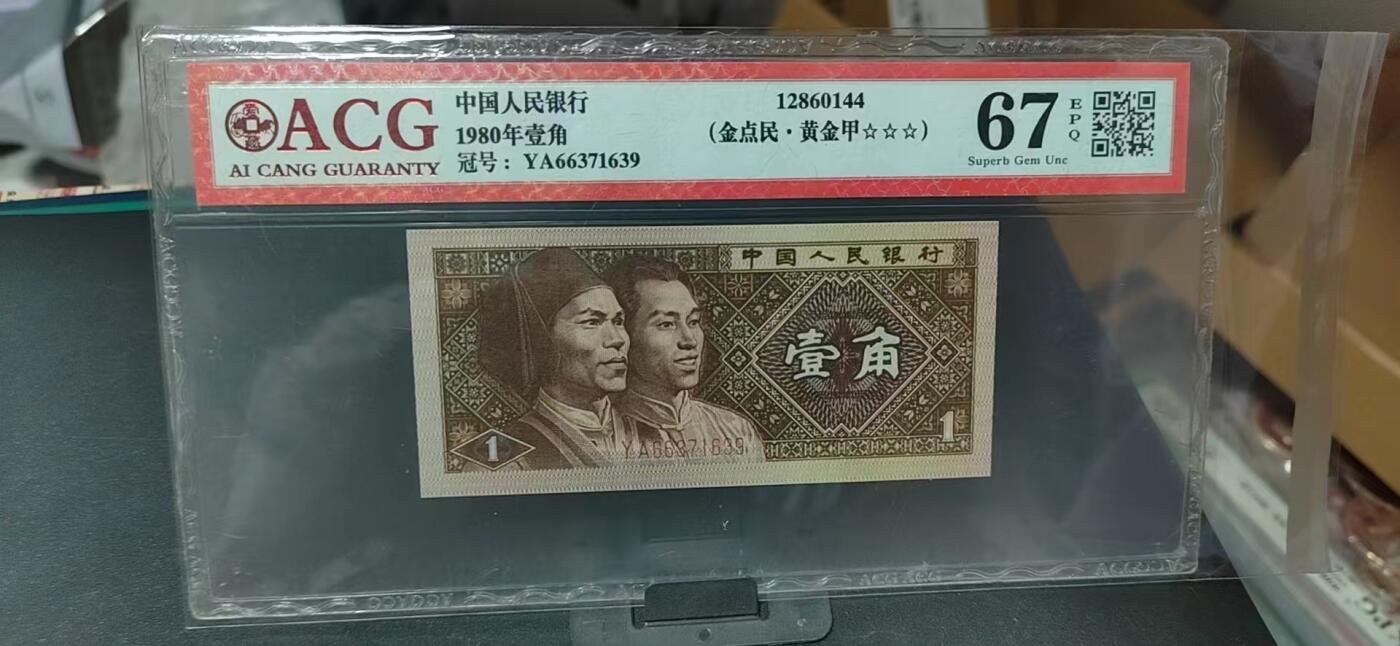 ACG
AI CANG GUARANTY
中国人民银行
1980年壹角
冠号：YA66371639
12860144
（金点民·黄金甲☆☆☆）
67
EPQ
Superb Gem Unc
中国人民银行
壹角
1
1
YA66371639